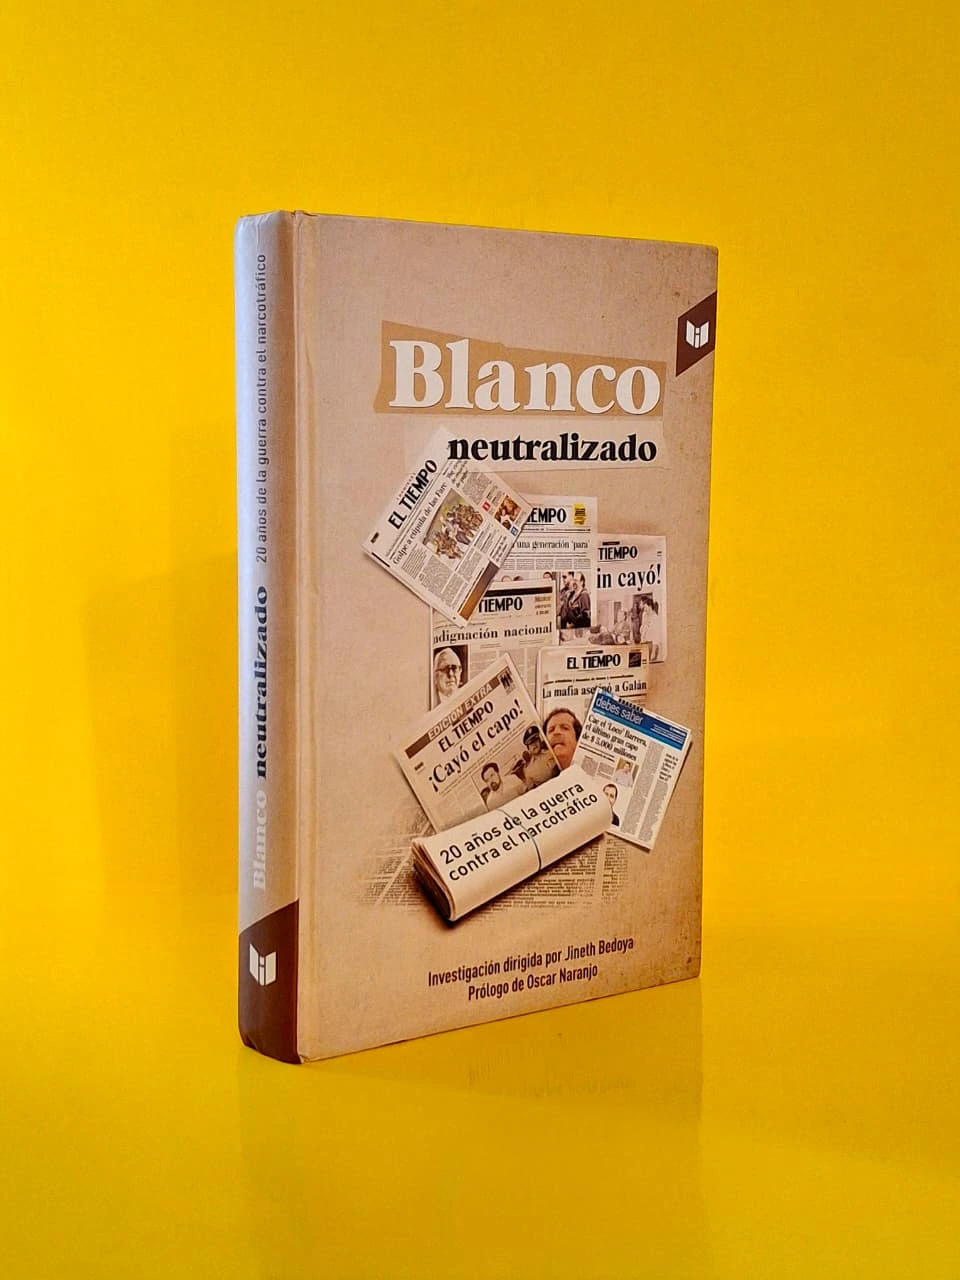 Blanco neutralizado 20 años de la guerra contra el narcotráfico
Blanco
neutralizado
EL TIEMPO
Golpe a cúpula de las Farc
EMPO
una generación 'para'
TIEMPO
in cayó!
TIEMPO
ndignación nacional
EL TIEMPO
La mafia asesinó a Galán
EDICION EXTRA
EL TIEMPO
¡Cayó el capo!
debes saber
Cae el 'Loco' Barrera,
el último gran capo
de $ 5.000 millones
20 años de la guerra
contra el narcotráfico
Investigación dirigida por Jineth Bedoya
Prólogo de Oscar Naranjo